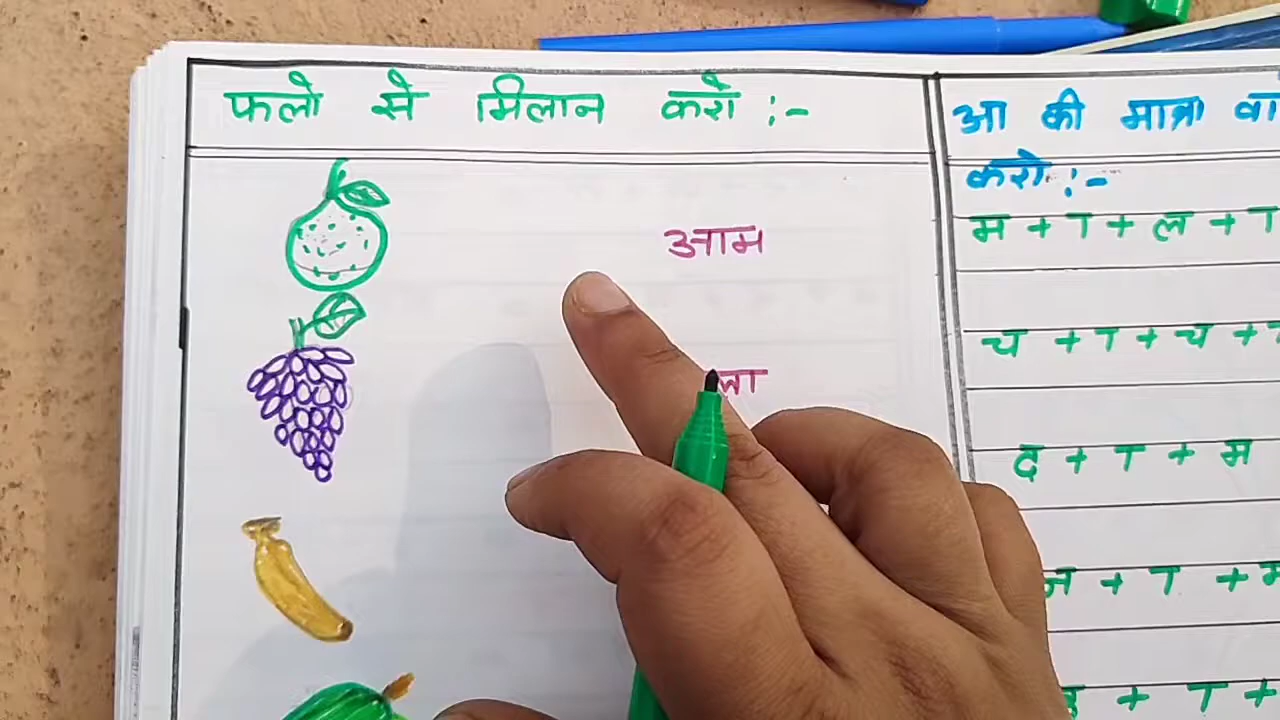 फलो से मिलान करो :-
आम
आ की मात्रा
करो :-
म + ा + ल + ा
च + ा + च + ा
द + ा + म
+ ा +
+ ा +